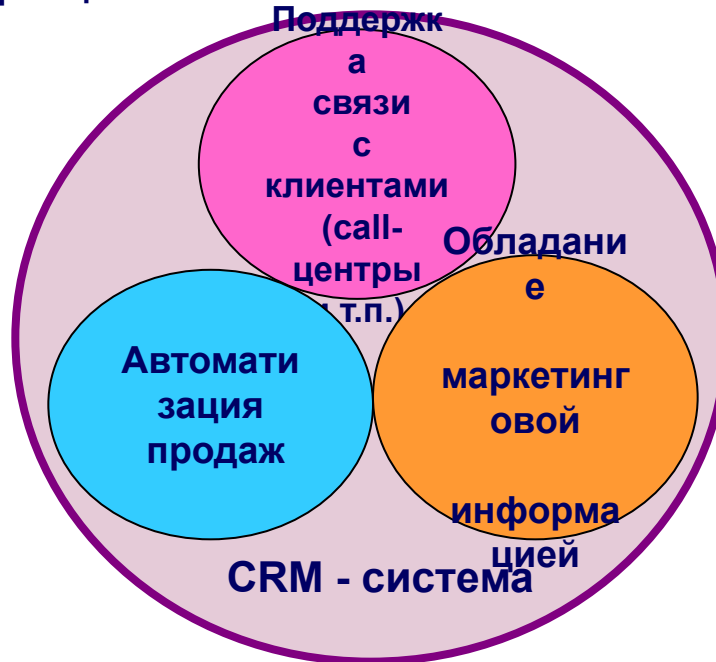 Поддержк
а
связи
с
клиентами
(call-
центры
т.п.)
Обладани
е
маркетинг
овой
информа
цией
Автомати
зация
продаж
CRM - система